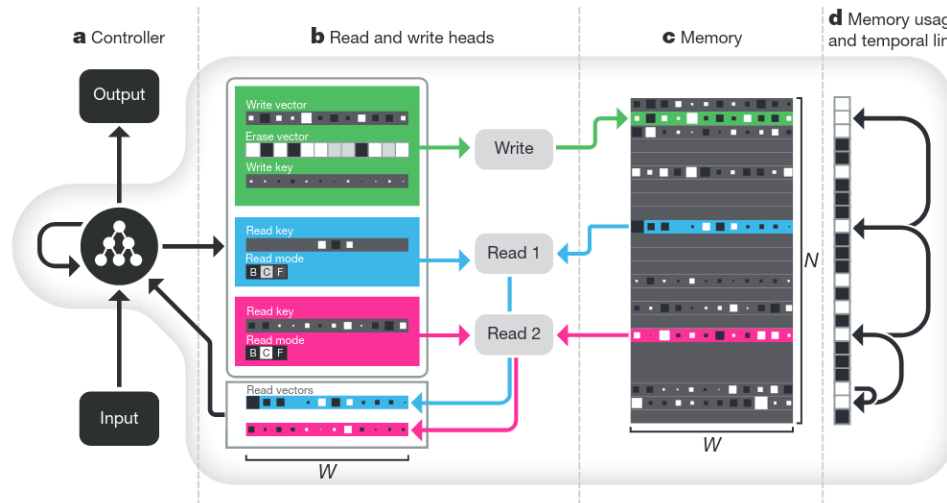 a Controller
b Read and write heads
c Memory
d Memory usag
and temporal lin
Output
Input
Write vector
Erase vector
Write key
Read key
Read mode
B C F
Read key
Read mode
B C F
Read vectors
W
Write
Read 1
Read 2
N
W